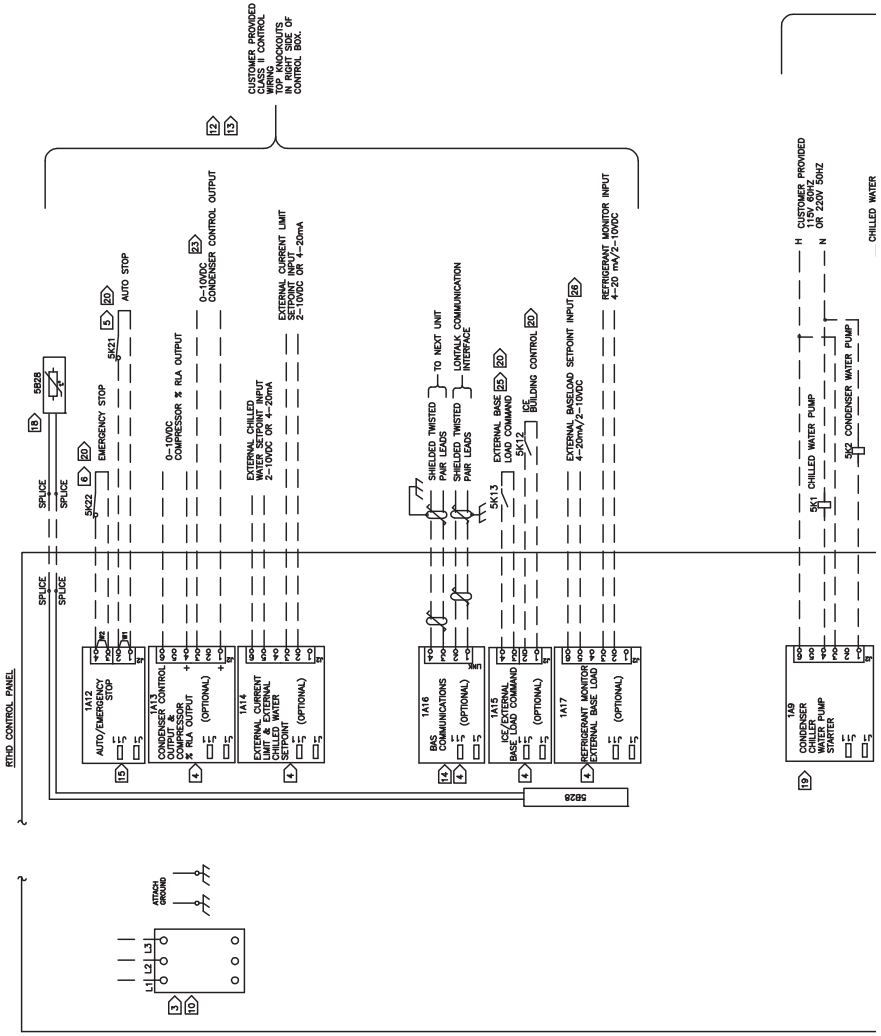 RTHD CONTROL PANEL
CUSTOMER PROVIDED
CLASS II CONTROL
WIRING
TOP KNOCKOUTS
IN RIGHT SIDE OF
CONTROL BOX.
12
13
18
5B28
SPLICE
SPLICE
SPLICE
SPLICE
5K22
6
20
EMERGENCY STOP
5K21
5
20
AUTO STOP
1A12
AUTO/EMERGENCY
STOP
W2
W1
J2
15
1A13
CONDENSER CONTROL
OUTPUT &
COMPRESSOR
% RLA OUTPUT
(OPTIONAL)
J2
4
0-10VDC
COMPRESSOR % RLA OUTPUT
0-10VDC
23
CONDENSER CONTROL OUTPUT
1A14
EXTERNAL CURRENT
LIMIT & EXTERNAL
CHILLED WATER
SETPOINT
(OPTIONAL)
J2
4
EXTERNAL CHILLED
WATER SETPOINT INPUT
2-10VDC OR 4-20mA
EXTERNAL CURRENT LIMIT
SETPOINT INPUT
2-10VDC OR 4-20mA
1A16
BAS
COMMUNICATIONS
(OPTIONAL)
LINK
14
4
SHIELDED TWISTED
PAIR LEADS
TO NEXT UNIT
SHIELDED TWISTED
PAIR LEADS
LONTALK COMMUNICATION
INTERFACE
1A15
ICE/EXTERNAL
BASE LOAD COMMAND
(OPTIONAL)
J2
4
5K13
EXTERNAL BASE
LOAD COMMAND
25
20
5K12
ICE
BUILDING CONTROL
20
1A17
REFRIGERANT MONITOR
EXTERNAL BASE LOAD
(OPTIONAL)
J2
4
EXTERNAL BASELOAD SETPOINT INPUT
26
4-20mA/2-10VDC
REFRIGERANT MONITOR INPUT
4-20 mA/2-10VDC
5B28
1A9
CONDENSER
CHILLER
WATER PUMP
STARTER
J2
19
H
CUSTOMER PROVIDED
115V 60HZ
OR 220V 50HZ
N
5K1
CHILLED WATER PUMP
5K2
CONDENSER WATER PUMP
CHILLED WATER
ATTACH
GROUND
L1
L2
L3
3
10